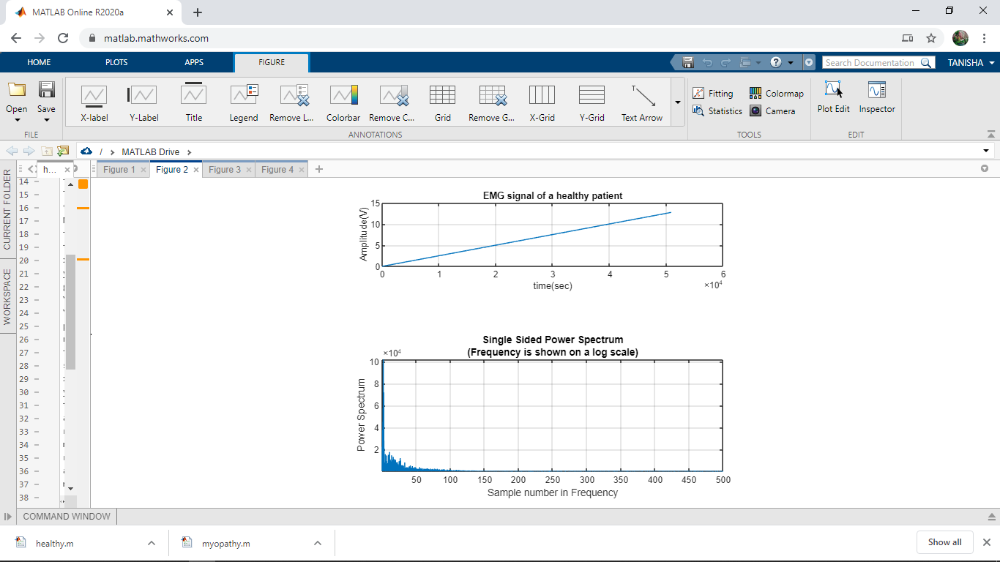 MATLAB Online R2020a
matlab.mathworks.com
HOME PLOTS APPS FIGURE Search Documentation TANISHA
Open Save X-label Y-Label Title Legend Remove L... Colorbar Remove C... Grid Remove G... X-Grid Y-Grid Text Arrow Fitting Statistics Colormap Camera Plot Edit Inspector
FILE ANNOTATIONS TOOLS EDIT
/ MATLAB Drive
CURRENT FOLDER
WORKSPACE
h... Figure 1 Figure 2 Figure 3 Figure 4
14
15
16
17
18
19
20
21
22
23
24
25
26
27
28
29
30
31
32
33
34
35
36
37
38
EMG signal of a healthy patient
Amplitude(V)
15
10
5
0
0 1 2 3 4 5 6
×10⁴
time(sec)
Single Sided Power Spectrum
(Frequency is shown on a log scale)
×10⁴
Power Spectrum
10
8
6
4
2
50 100 150 200 250 300 350 400 450 500
Sample number in Frequency
COMMAND WINDOW
healthy.m myopathy.m Show all